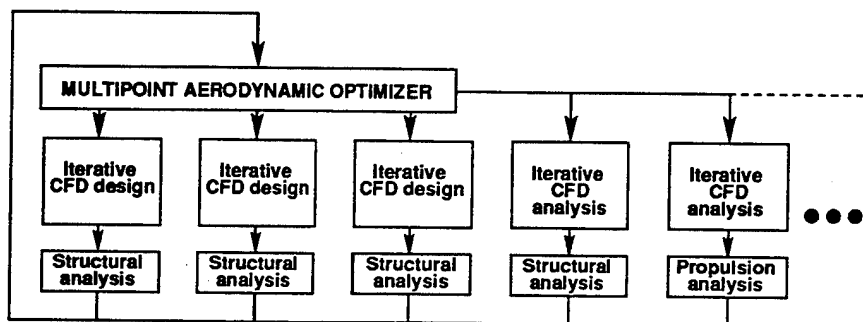 MULTIPOINT AERODYNAMIC OPTIMIZER
Iterative
CFD design
Iterative
CFD design
Iterative
CFD design
Iterative
CFD
analysis
Iterative
CFD
analysis
Structural
analysis
Structural
analysis
Structural
analysis
Structural
analysis
Propulsion
analysis